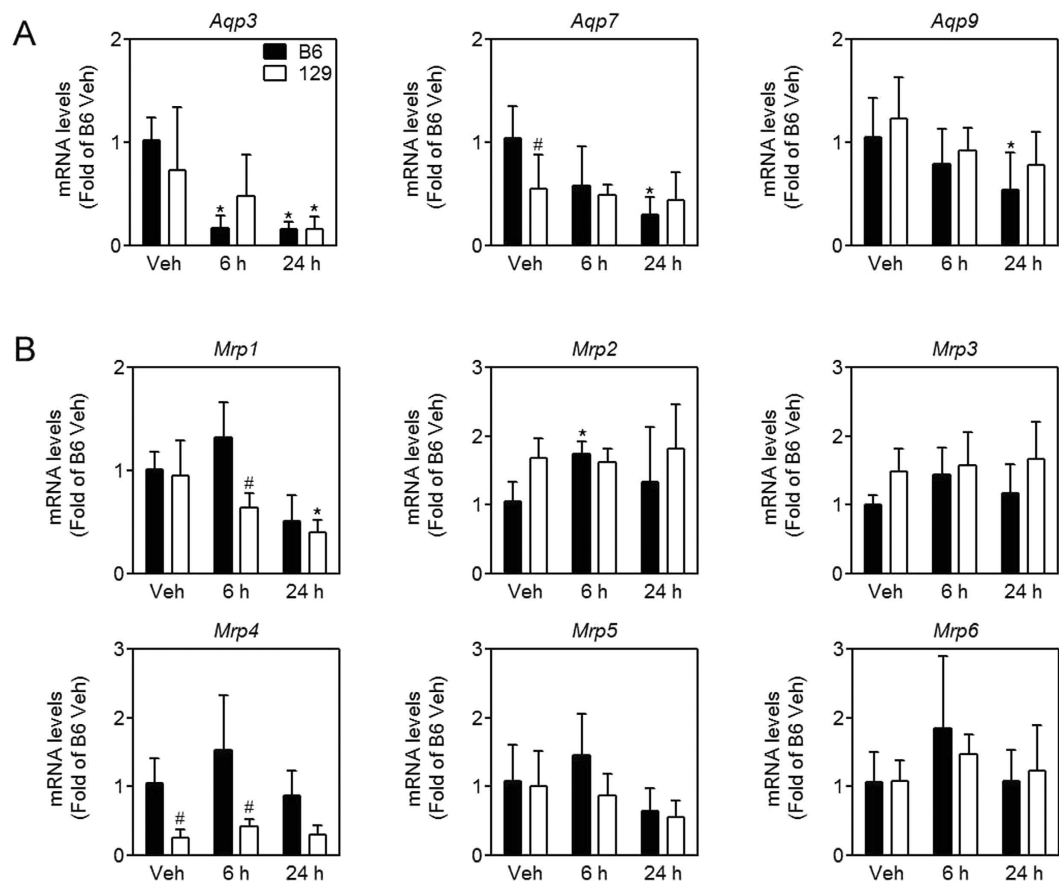 A
Aqp3
Aqp7
Aqp9
mRNA levels
(Fold of B6 Veh)
2
1
0
B6
129
*
*
*
Veh
6 h
24 h
mRNA levels
(Fold of B6 Veh)
2
1
0
#
*
Veh
6 h
24 h
mRNA levels
(Fold of B6 Veh)
2
1
0
*
Veh
6 h
24 h
B
Mrp1
Mrp2
Mrp3
mRNA levels
(Fold of B6 Veh)
2
1
0
#
*
Veh
6 h
24 h
mRNA levels
(Fold of B6 Veh)
3
2
1
0
*
Veh
6 h
24 h
mRNA levels
(Fold of B6 Veh)
3
2
1
0
Veh
6 h
24 h
Mrp4
Mrp5
Mrp6
mRNA levels
(Fold of B6 Veh)
3
2
1
0
#
#
Veh
6 h
24 h
mRNA levels
(Fold of B6 Veh)
3
2
1
0
Veh
6 h
24 h
mRNA levels
(Fold of B6 Veh)
3
2
1
0
Veh
6 h
24 h